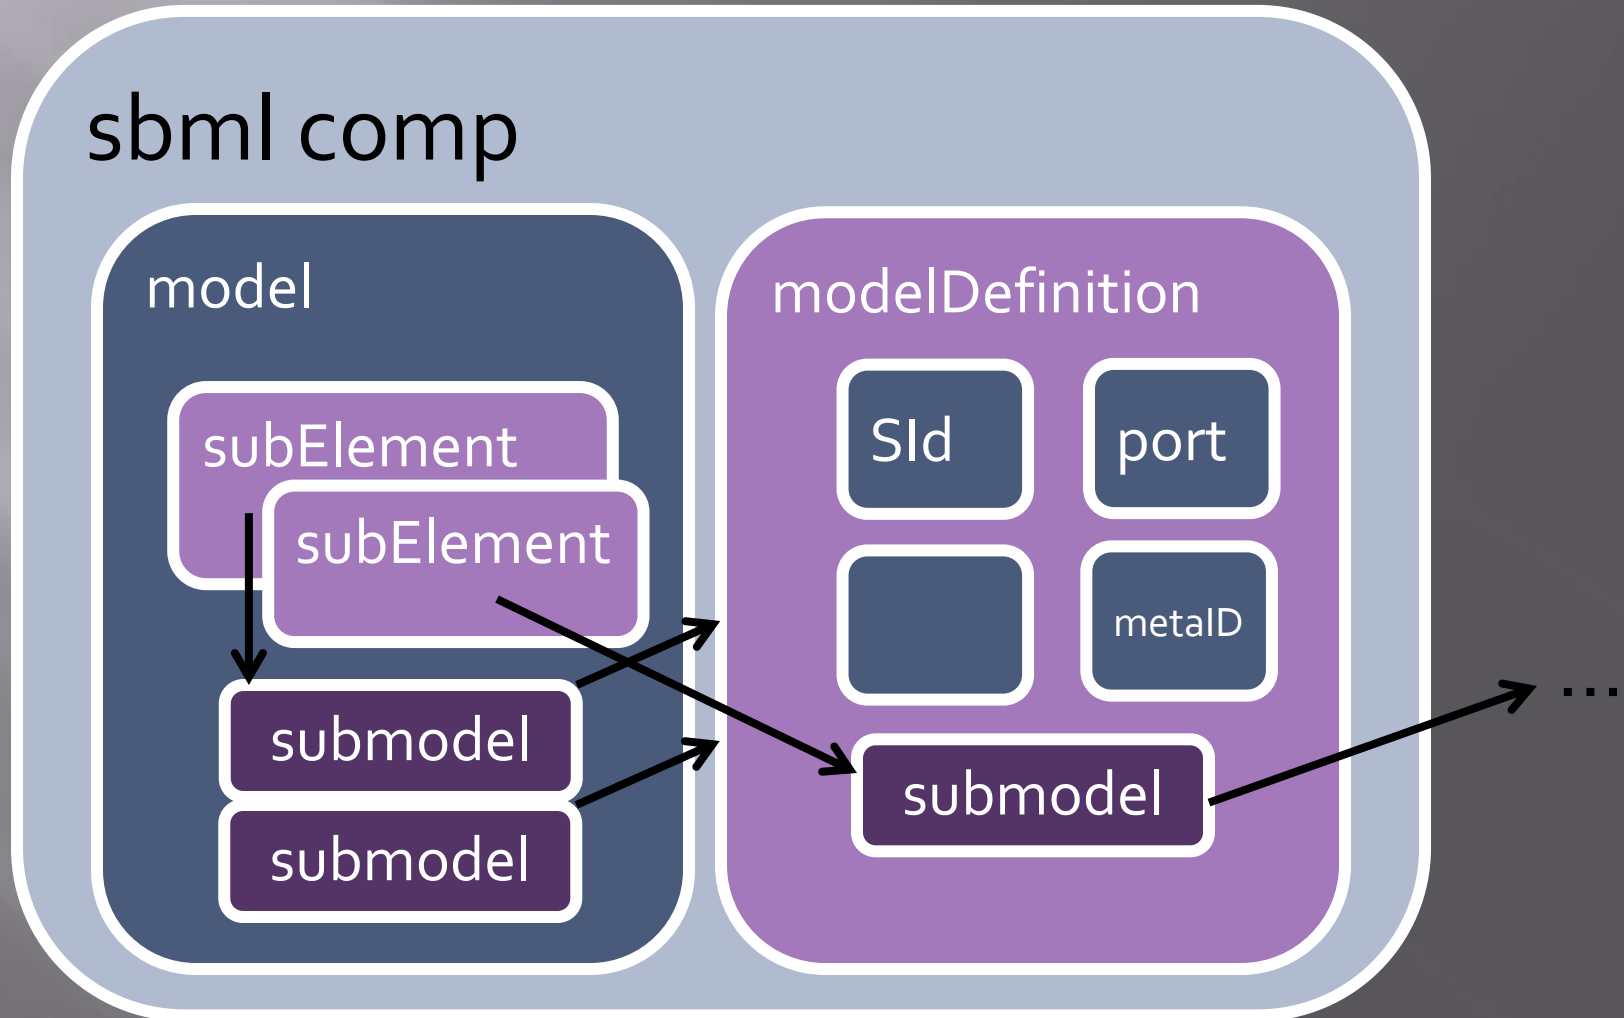 sbml comp
model
subElement
subElement
submodel
submodel
modelDefinition
SId
port
metaID
submodel
...